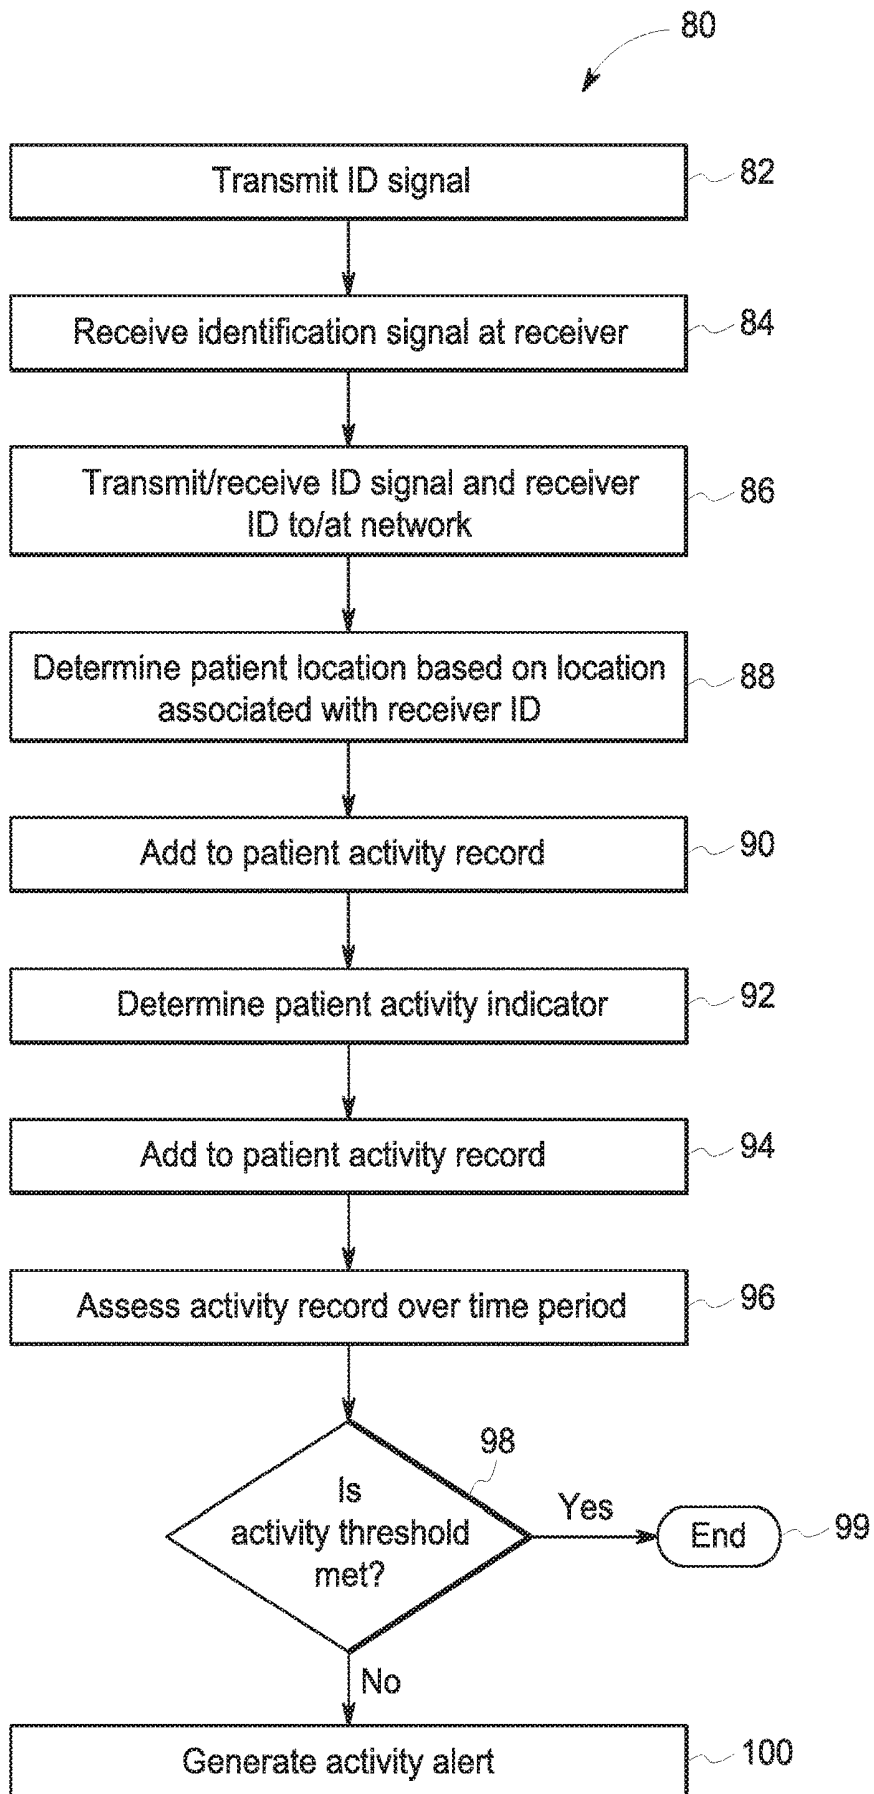 80
Transmit ID signal
82
Receive identification signal at receiver
84
Transmit/receive ID signal and receiver
ID to/at network
86
Determine patient location based on location
associated with receiver ID
88
Add to patient activity record
90
Determine patient activity indicator
92
Add to patient activity record
94
Assess activity record over time period
96
98
Is
activity threshold
met?
Yes
End
99
No
Generate activity alert
100